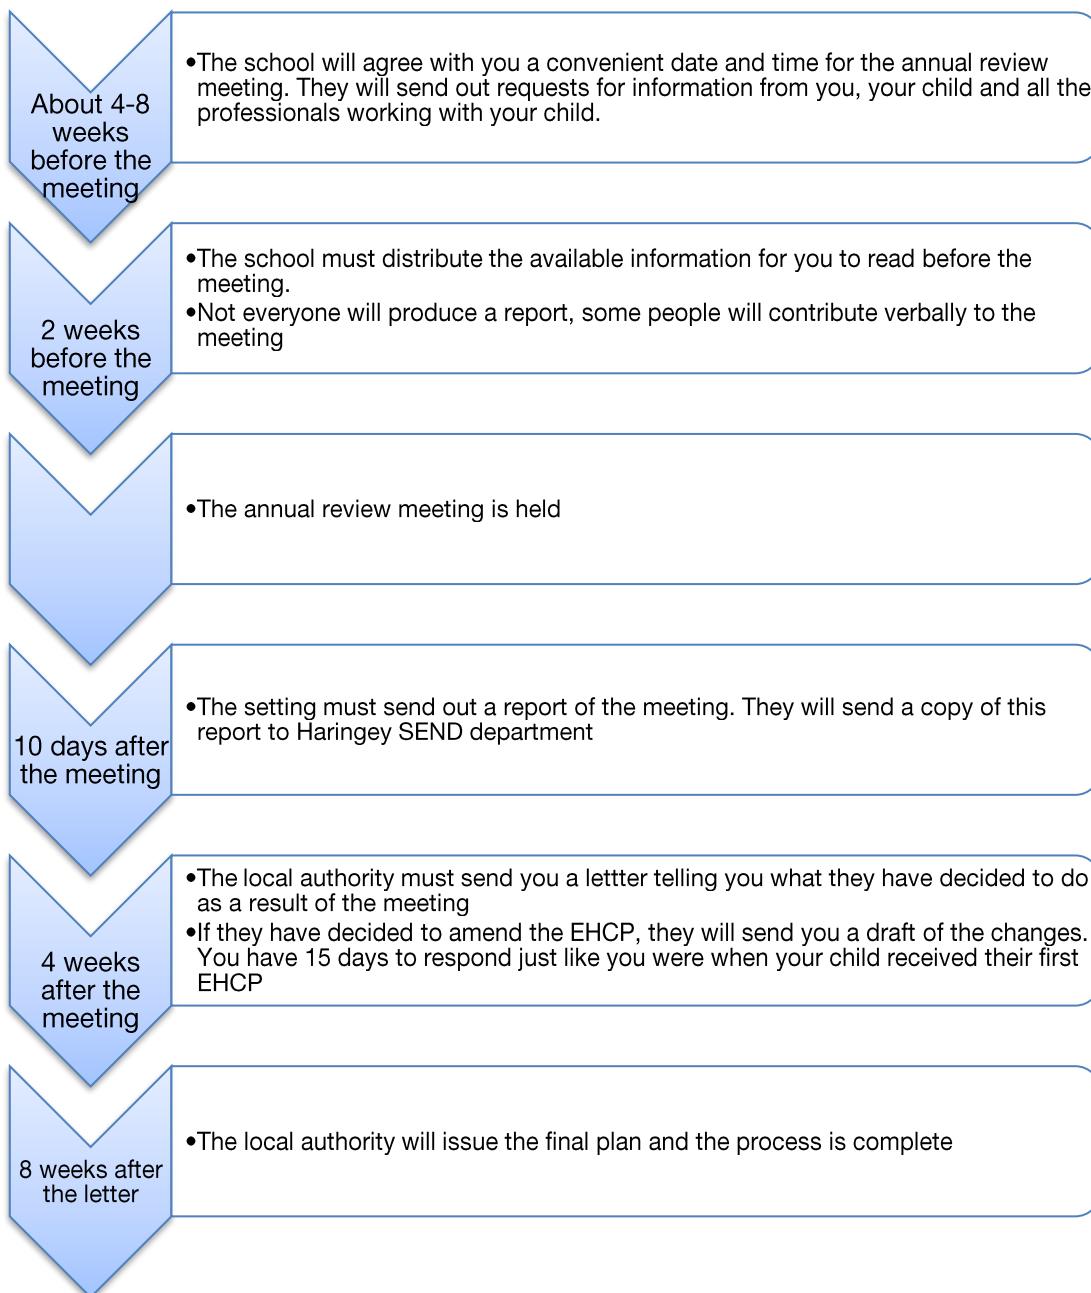 About 4-8
weeks
before the
meeting
•The school will agree with you a convenient date and time for the annual review
meeting. They will send out requests for information from you, your child and all the
professionals working with your child.
2 weeks
before the
meeting
•The school must distribute the available information for you to read before the
meeting.
•Not everyone will produce a report, some people will contribute verbally to the
meeting
•The annual review meeting is held
10 days after
the meeting
•The setting must send out a report of the meeting. They will send a copy of this
report to Haringey SEND department
4 weeks
after the
meeting
•The local authority must send you a lettter telling you what they have decided to do
as a result of the meeting
•If they have decided to amend the EHCP, they will send you a draft of the changes.
You have 15 days to respond just like you were when your child received their first
EHCP
8 weeks after
the letter
•The local authority will issue the final plan and the process is complete